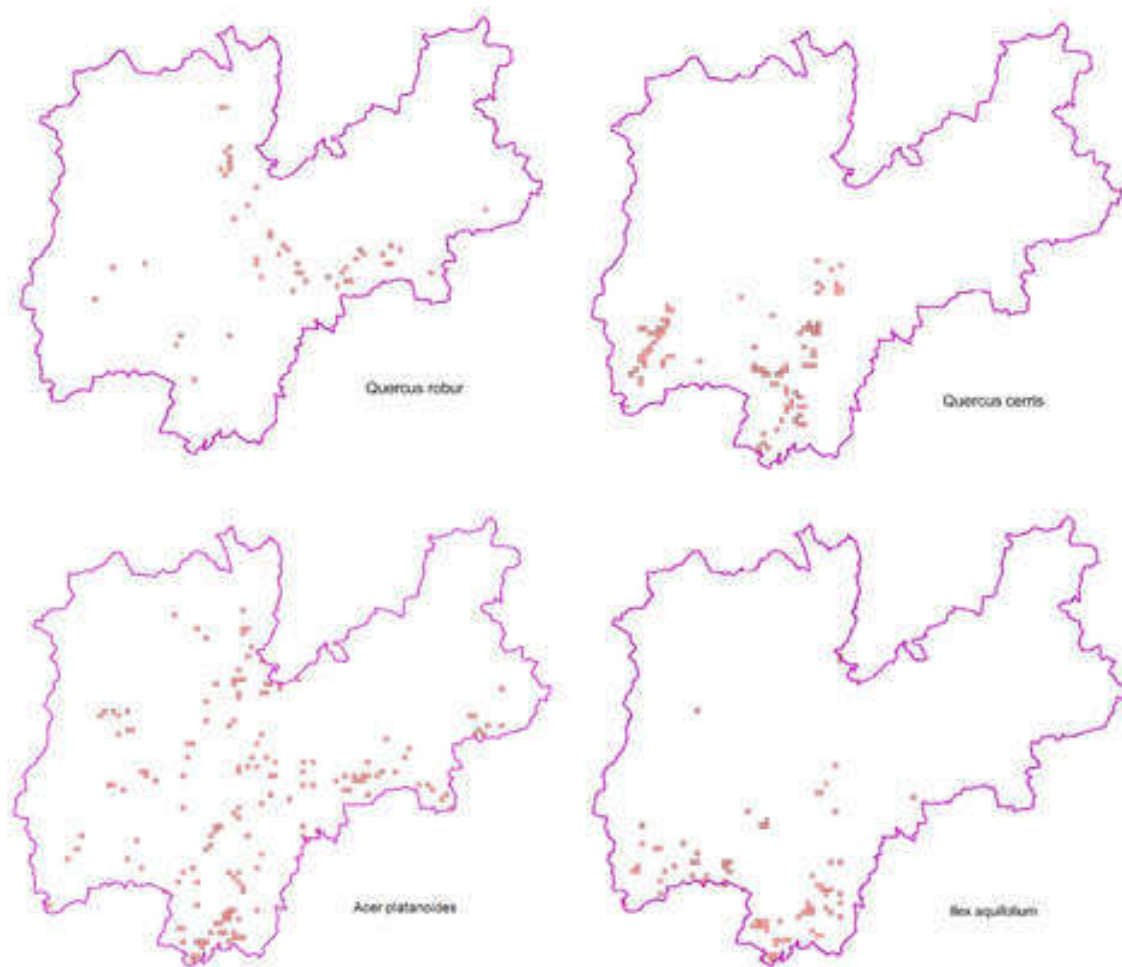 Quercus robur
Quercus cerris
Acer platanoides
Ilex aquifolium